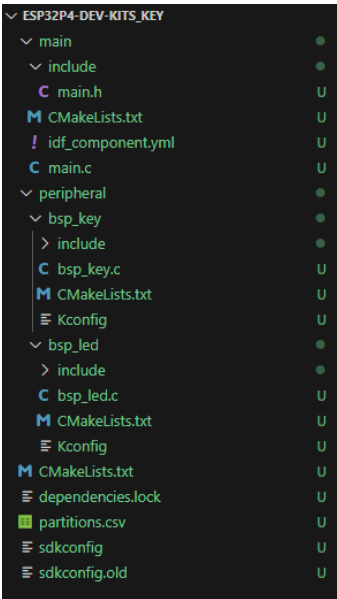 ESP32P4-DEV-KITS_KEY
main
include
C main.h U
M CMakeLists.txt U
! idf_component.yml U
C main.c U
peripheral
bsp_key
include
C bsp_key.c U
M CMakeLists.txt U
Kconfig U
bsp_led
include
C bsp_led.c U
M CMakeLists.txt U
Kconfig U
M CMakeLists.txt U
dependencies.lock U
partitions.csv U
sdkconfig U
sdkconfig.old U